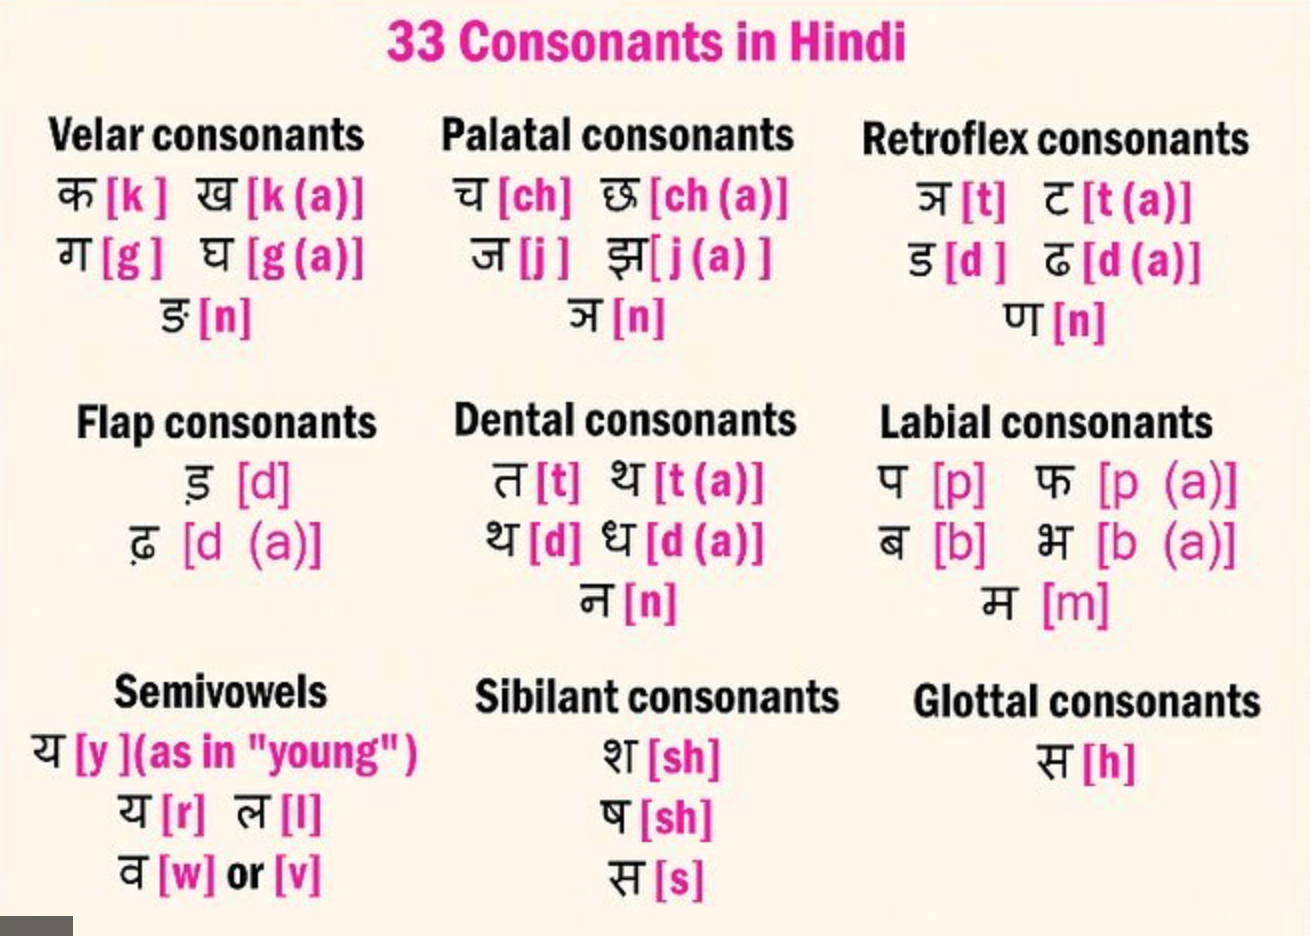 33 Consonants in Hindi
Velar consonants
क [k ] ख [k (a)]
ग [g ] घ [g (a)]
ङ [n]
Palatal consonants
च [ch] छ [ch (a)]
ज [j ] झ[ j (a) ]
ञ [n]
Retroflex consonants
ञ [t] ट [t (a)]
ड [d ] ढ [d (a)]
ण [n]
Flap consonants
ड़ [d]
ढ़ [d (a)]
Dental consonants
त [t] थ [t (a)]
थ [d] ध [d (a)]
न [n]
Labial consonants
प [p] फ [p (a)]
ब [b] भ [b (a)]
म [m]
Semivowels
य [y ](as in "young" )
य [r] ल [l]
व [w] or [v]
Sibilant consonants
श [sh]
ष [sh]
स [s]
Glottal consonants
स [h]